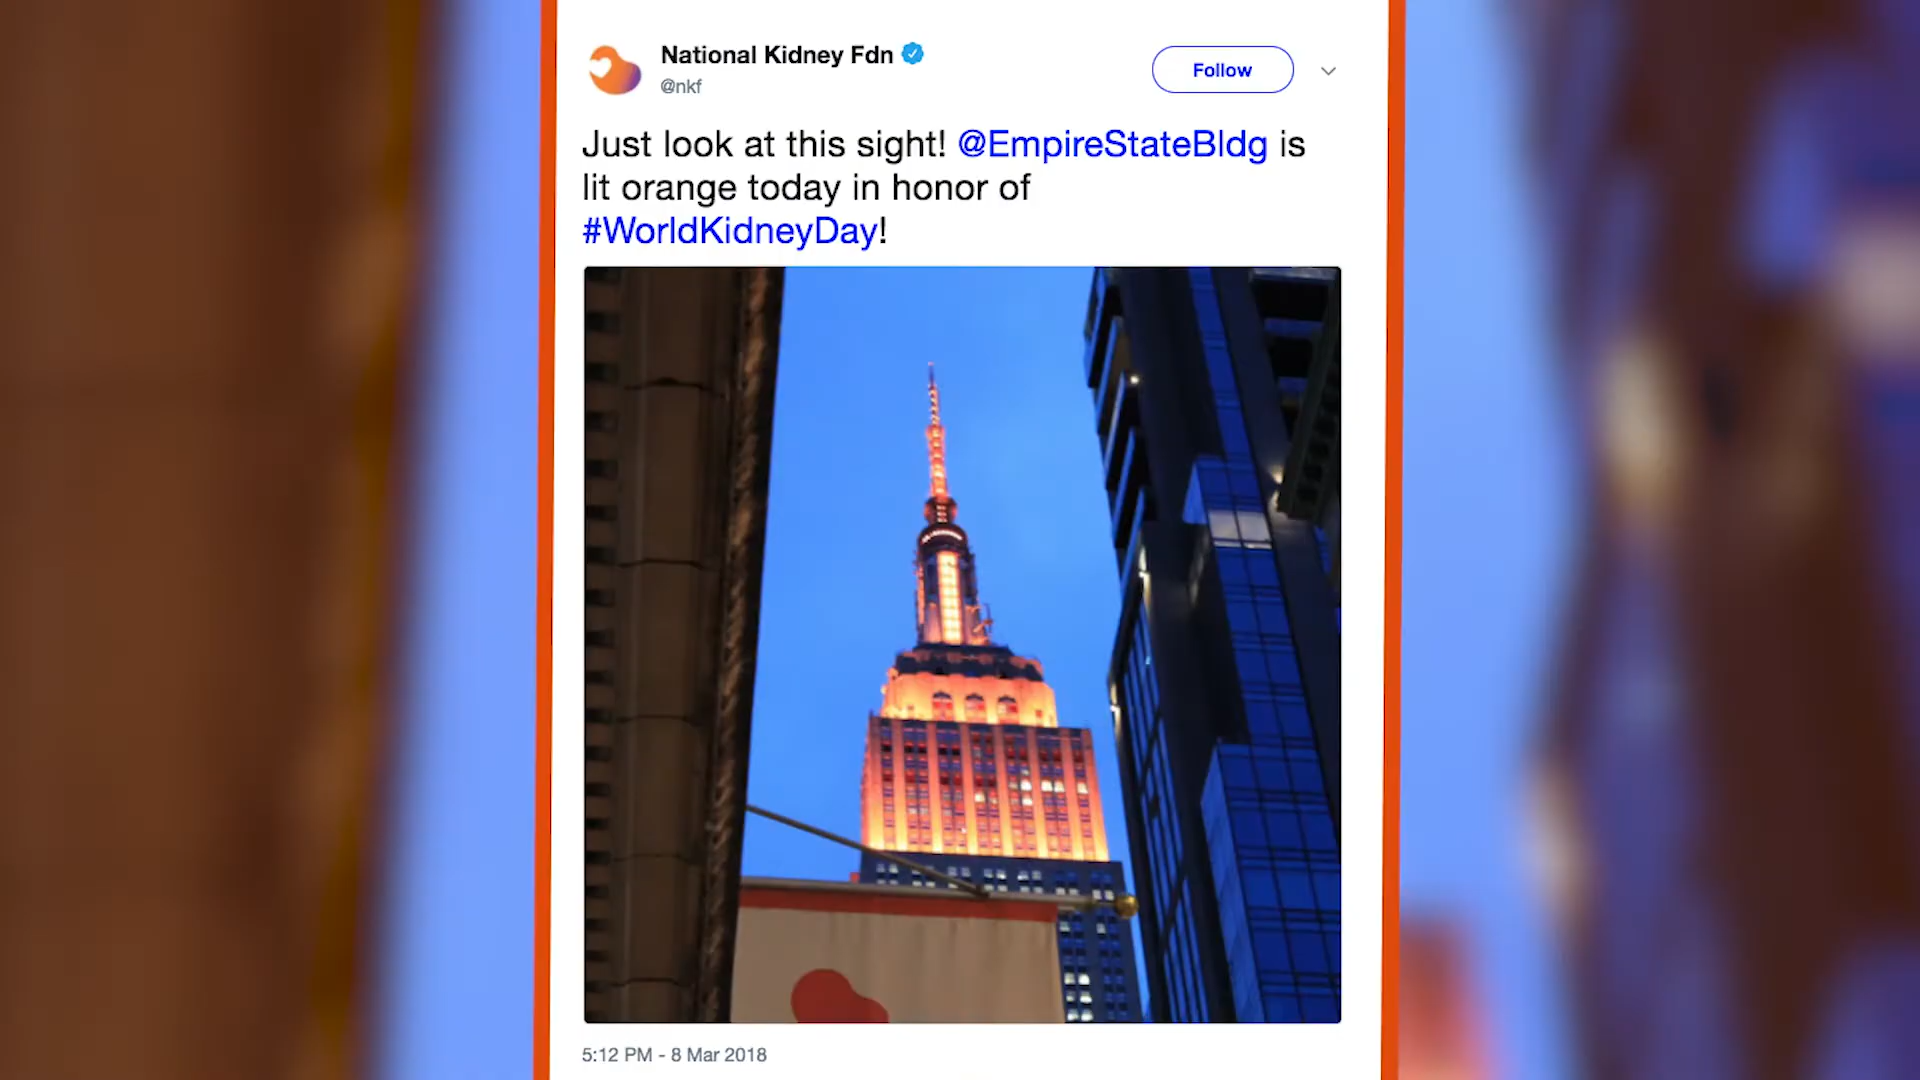 National Kidney Fdn
@nkf
Follow
Just look at this sight! @EmpireStateBldg is
lit orange today in honor of
#WorldKidneyDay!
5:12 PM - 8 Mar 2018